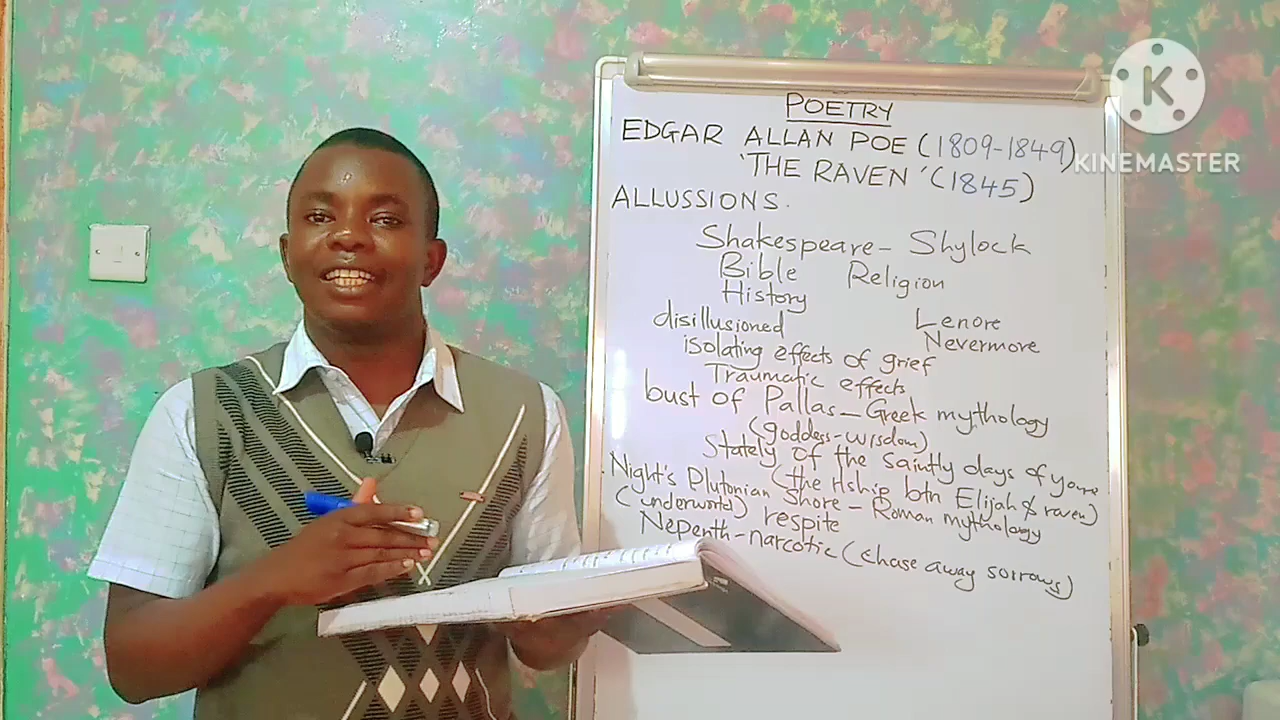 POETRY
EDGAR ALLAN POE (1809-1849)
'THE RAVEN' (1845)
ALLUSSIONS.
Shakespeare - Shylock
Bible Religion
History
disillusioned Lenore
Nevermore
isolating effects of grief
Traumatic effects
bust of Pallas - Greek mythology
(goddess-wisdom)
Stately of the saintly days of yore
(the rship btn Elijah & raven)
Night's Plutonian Shore - Roman mythology
(underworld) respite
Nepenth - narcotic (chase away sorrows)
K
KINEMASTER